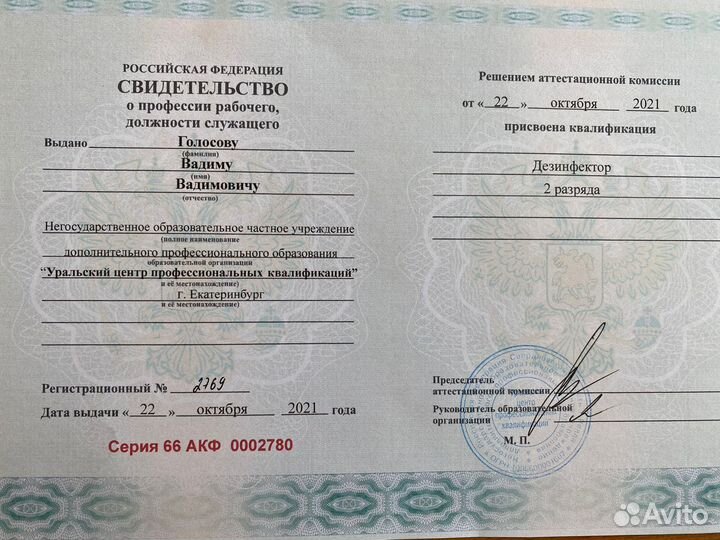 РОССИЙСКАЯ ФЕДЕРАЦИЯ
СВИДЕТЕЛЬСТВО
о профессии рабочего,
должности служащего
Выдано Голосову
(фамилия)
Вадиму
(имя)
Вадимовичу
(отчество)
Негосударственное образовательное частное учреждение
(полное наименование
дополнительного профессионального образования
образовательной организации
“Уральский центр профессиональных квалификаций”
и её местонахождение)
г. Екатеринбург
и её местонахождение)
Регистрационный № 2769
Дата выдачи «22» октября 2021 года
Серия 66 АКФ 0002780
Решением аттестационной комиссии
от «22» октября 2021 года
присвоена квалификация
Дезинфектор
2 разряда
Председатель
аттестационной комиссии
Руководитель образовательной
организации
М. П.
центр
квалификаций
Avito